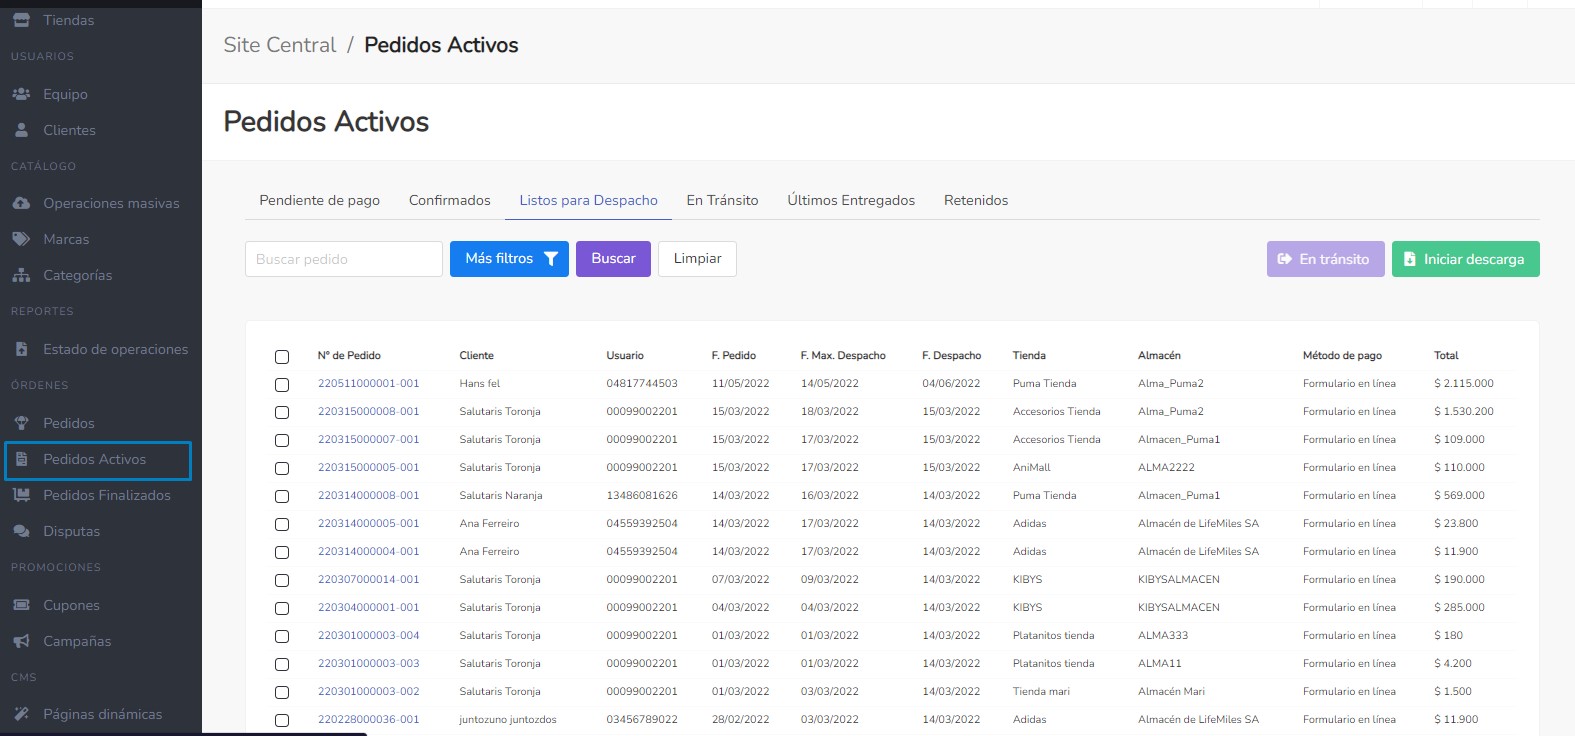 Tiendas
USUARIOS
Equipo
Clientes
CATÁLOGO
Operaciones masivas
Marcas
Categorías
REPORTES
Estado de operaciones
ÓRDENES
Pedidos
Pedidos Activos
Pedidos Finalizados
Disputas
PROMOCIONES
Cupones
Campañas
CMS
Páginas dinámicas
Site Central / Pedidos Activos
Pedidos Activos
Pendiente de pago Confirmados Listos para Despacho En Tránsito Últimos Entregados Retenidos
Buscar pedido Más filtros Buscar Limpiar En tránsito Iniciar descarga
N° de Pedido Cliente Usuario F. Pedido F. Max. Despacho F. Despacho Tienda Almacén Método de pago Total
220511000001-001 Hans fel 04817744503 11/05/2022 14/05/2022 04/06/2022 Puma Tienda Alma_Puma2 Formulario en línea $ 2.115.000
220315000008-001 Salutaris Toronja 00099002201 15/03/2022 18/03/2022 15/03/2022 Accesorios Tienda Alma_Puma2 Formulario en línea $ 1.530.200
220315000007-001 Salutaris Toronja 00099002201 15/03/2022 17/03/2022 15/03/2022 Accesorios Tienda Almacen_Puma1 Formulario en línea $ 109.000
220315000005-001 Salutaris Toronja 00099002201 15/03/2022 17/03/2022 15/03/2022 AniMall ALMA2222 Formulario en línea $ 110.000
220314000008-001 Salutaris Naranja 13486081626 14/03/2022 16/03/2022 14/03/2022 Puma Tienda Almacen_Puma1 Formulario en línea $ 569.000
220314000005-001 Ana Ferreiro 04559392504 14/03/2022 17/03/2022 14/03/2022 Adidas Almacén de LifeMiles SA Formulario en línea $ 23.800
220314000004-001 Ana Ferreiro 04559392504 14/03/2022 17/03/2022 14/03/2022 Adidas Almacén de LifeMiles SA Formulario en línea $ 11.900
220307000014-001 Salutaris Toronja 00099002201 07/03/2022 09/03/2022 14/03/2022 KIBYS KIBYSALMACEN Formulario en línea $ 190.000
220304000001-001 Salutaris Toronja 00099002201 04/03/2022 04/03/2022 14/03/2022 KIBYS KIBYSALMACEN Formulario en línea $ 285.000
220301000003-004 Salutaris Toronja 00099002201 01/03/2022 01/03/2022 14/03/2022 Platanitos tienda ALMA333 Formulario en línea $ 180
220301000003-003 Salutaris Toronja 00099002201 01/03/2022 01/03/2022 14/03/2022 Platanitos tienda ALMA11 Formulario en línea $ 4.200
220301000003-002 Salutaris Toronja 00099002201 01/03/2022 03/03/2022 14/03/2022 Tienda mari Almacén Mari Formulario en línea $ 1.500
220228000036-001 juntozuno juntozdos 03456789022 28/02/2022 03/03/2022 14/03/2022 Adidas Almacén de LifeMiles SA Formulario en línea $ 11.900